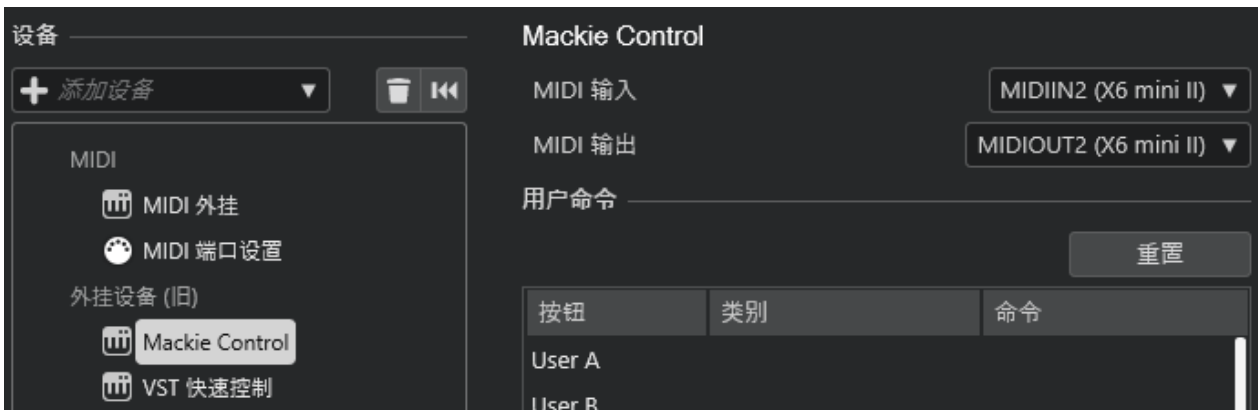 设备
添加设备
MIDI
MIDI 外挂
MIDI 端口设置
外挂设备 (旧)
Mackie Control
VST 快速控制
Mackie Control
MIDI 输入 MIDIIN2 (X6 mini II)
MIDI 输出 MIDIOUT2 (X6 mini II)
用户命令
重置
按钮 类别 命令
User A
User B